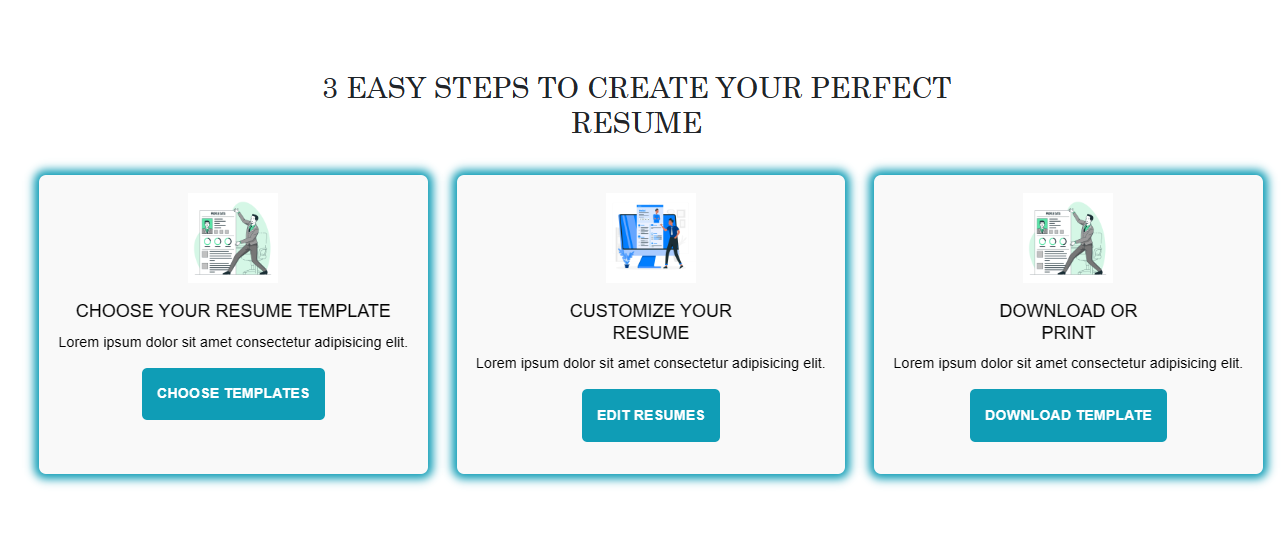 3 EASY STEPS TO CREATE YOUR PERFECT
RESUME
CHOOSE YOUR RESUME TEMPLATE
Lorem ipsum dolor sit amet consectetur adipisicing elit.
CHOOSE TEMPLATES
CUSTOMIZE YOUR
RESUME
Lorem ipsum dolor sit amet consectetur adipisicing elit.
EDIT RESUMES
DOWNLOAD OR
PRINT
Lorem ipsum dolor sit amet consectetur adipisicing elit.
DOWNLOAD TEMPLATE